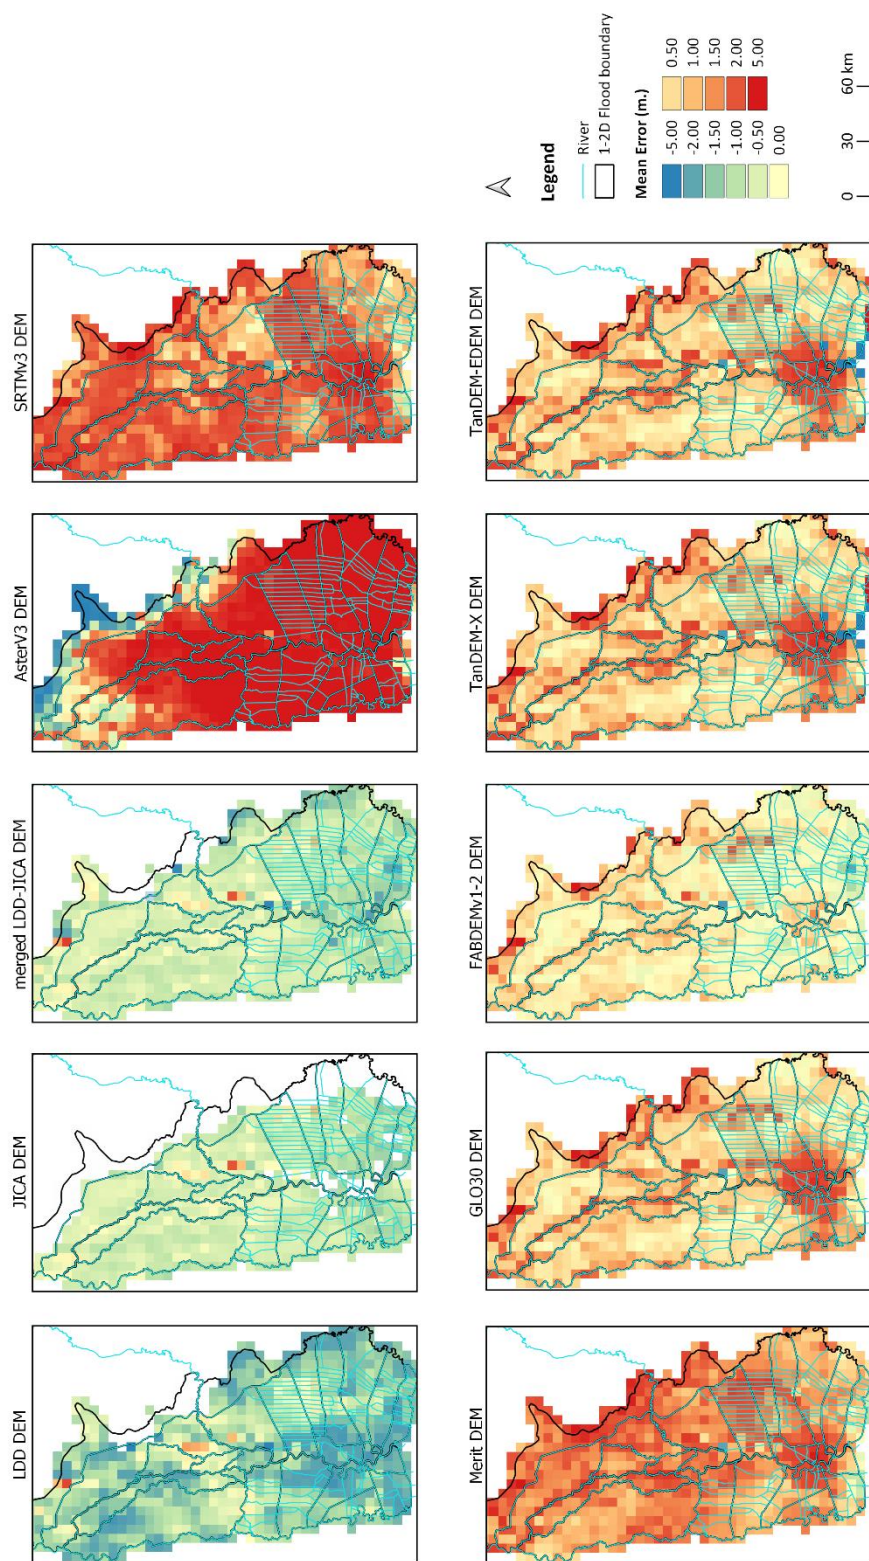 LDD DEM
JICA DEM
merged LDD-JICA DEM
AsterV3 DEM
SRTMv3 DEM
Merit DEM
GLO30 DEM
FABDEMv1-2 DEM
TanDEM-X DEM
TanDEM-EDEM DEM
Legend
River
1-2D Flood boundary
Mean Error (m.)
-5.00 0.50
-2.00 1.00
-1.50 1.50
-1.00 2.00
-0.50 5.00
0.00
0 30 60 km